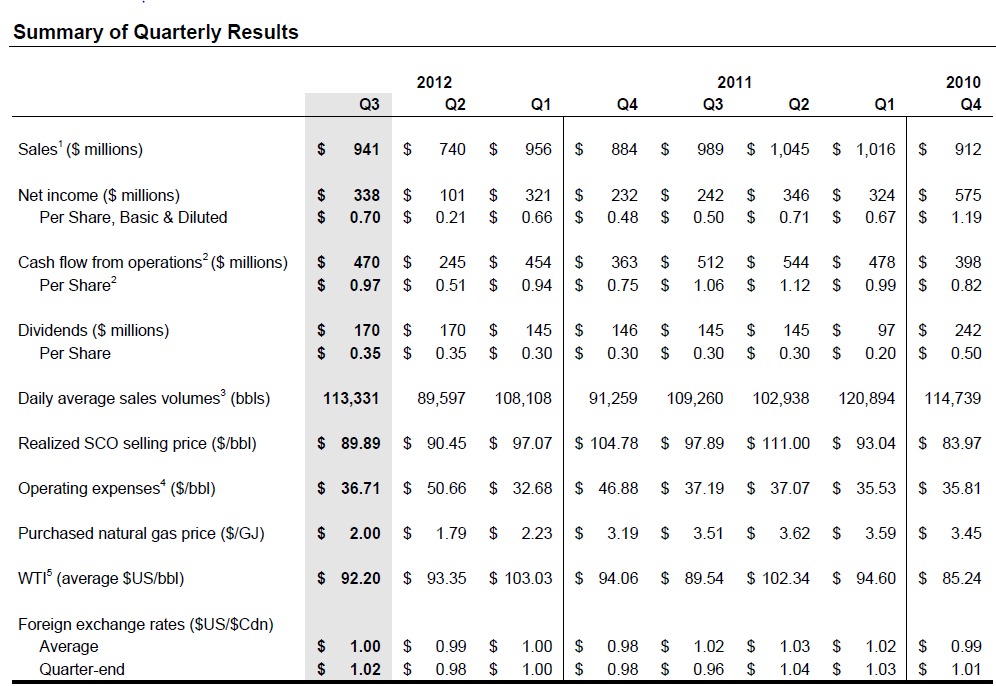 Summary of Quarterly Results
2012 2011 2010
Q3 Q2 Q1 Q4 Q3 Q2 Q1 Q4
Sales¹ ($ millions) $ 941 $ 740 $ 956 $ 884 $ 989 $ 1,045 $ 1,016 $ 912
Net income ($ millions) $ 338 $ 101 $ 321 $ 232 $ 242 $ 346 $ 324 $ 575
Per Share, Basic & Diluted $ 0.70 $ 0.21 $ 0.66 $ 0.48 $ 0.50 $ 0.71 $ 0.67 $ 1.19
Cash flow from operations² ($ millions) $ 470 $ 245 $ 454 $ 363 $ 512 $ 544 $ 478 $ 398
Per Share² $ 0.97 $ 0.51 $ 0.94 $ 0.75 $ 1.06 $ 1.12 $ 0.99 $ 0.82
Dividends ($ millions) $ 170 $ 170 $ 145 $ 146 $ 145 $ 145 $ 97 $ 242
Per Share $ 0.35 $ 0.35 $ 0.30 $ 0.30 $ 0.30 $ 0.30 $ 0.20 $ 0.50
Daily average sales volumes³ (bbls) 113,331 89,597 108,108 91,259 109,260 102,938 120,894 114,739
Realized SCO selling price ($/bbl) $ 89.89 $ 90.45 $ 97.07 $ 104.78 $ 97.89 $ 111.00 $ 93.04 $ 83.97
Operating expenses⁴ ($/bbl) $ 36.71 $ 50.66 $ 32.68 $ 46.88 $ 37.19 $ 37.07 $ 35.53 $ 35.81
Purchased natural gas price ($/GJ) $ 2.00 $ 1.79 $ 2.23 $ 3.19 $ 3.51 $ 3.62 $ 3.59 $ 3.45
WTI⁵ (average $US/bbl) $ 92.20 $ 93.35 $ 103.03 $ 94.06 $ 89.54 $ 102.34 $ 94.60 $ 85.24
Foreign exchange rates ($US/$Cdn)
Average $ 1.00 $ 0.99 $ 1.00 $ 0.98 $ 1.02 $ 1.03 $ 1.02 $ 0.99
Quarter-end $ 1.02 $ 0.98 $ 1.00 $ 0.98 $ 0.96 $ 1.04 $ 1.03 $ 1.01